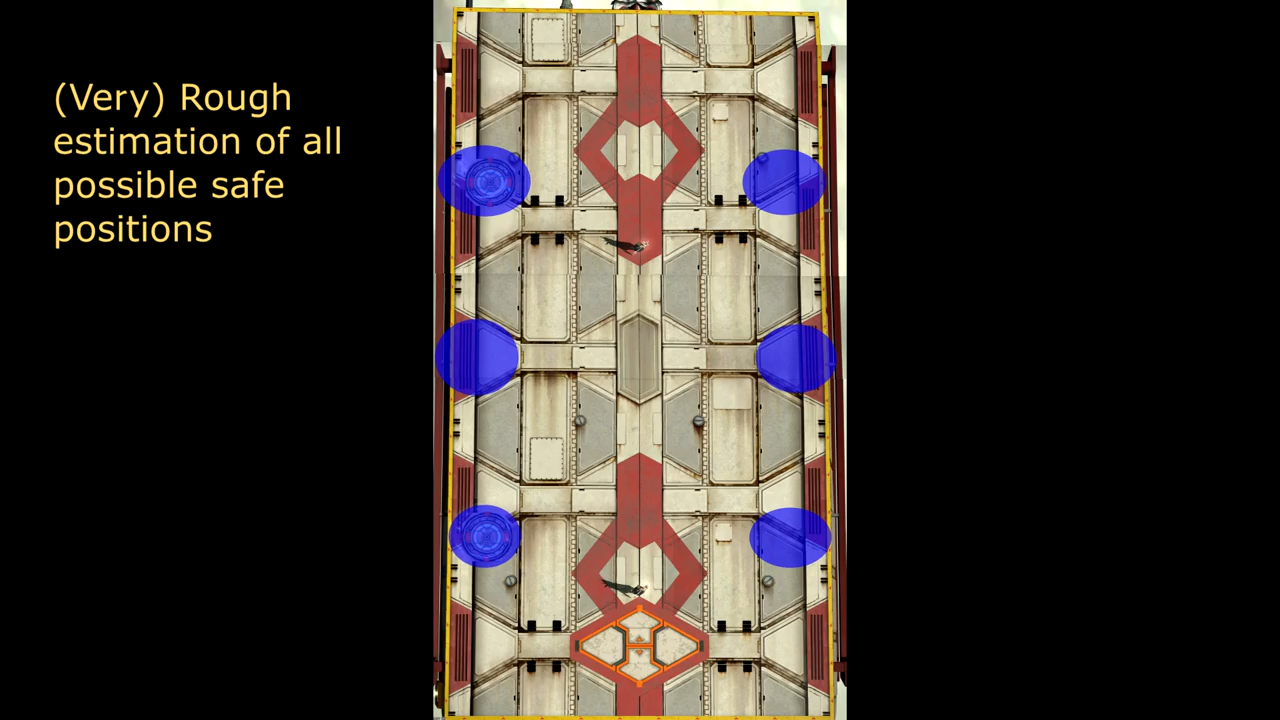 (Very) Rough
estimation of all
possible safe
positions